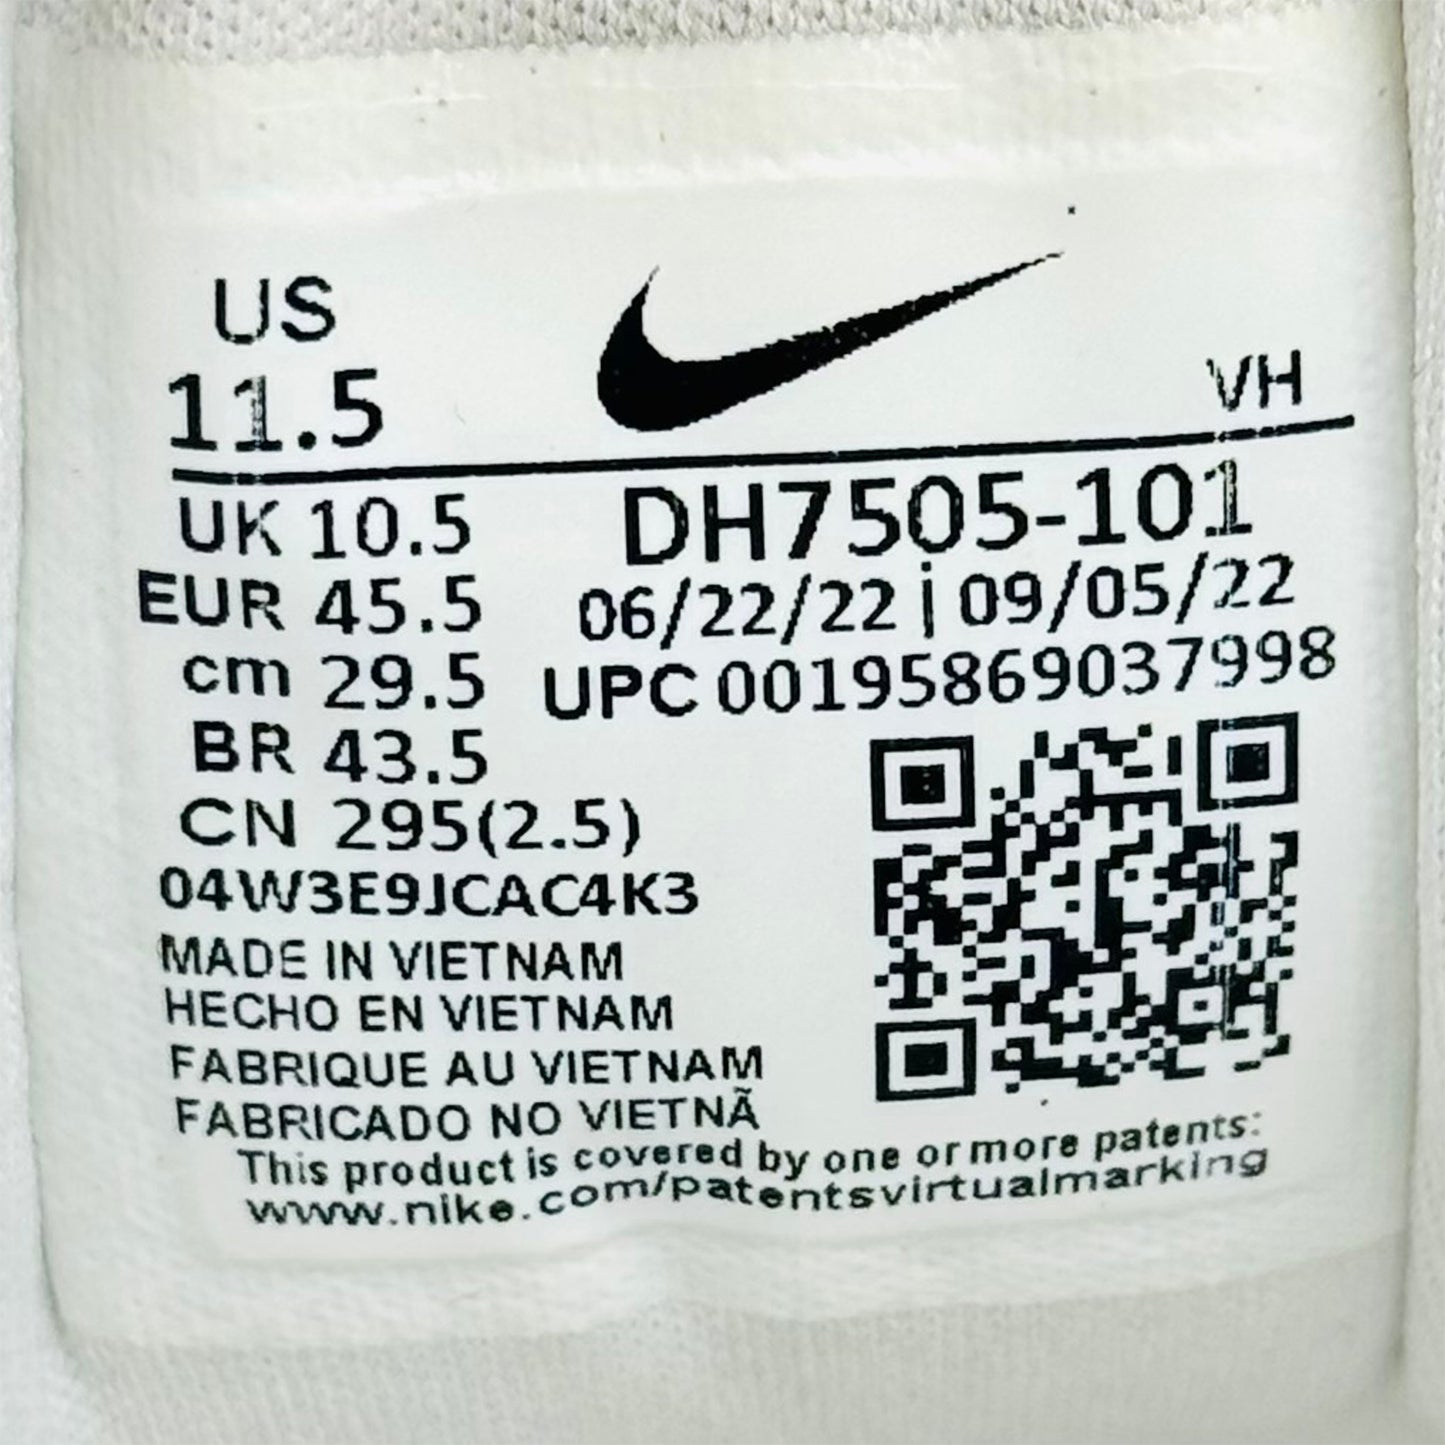 US
11.5
VH
UK 10.5
DH7505-101
EUR 45.5
06/22/22 | 09/05/22
cm 29.5
UPC 00195869037998
BR 43.5
CN 295(2.5)
04W3E9JCAC4K3
MADE IN VIETNAM
HECHO EN VIETNAM
FABRIQUE AU VIETNAM
FABRICADO NO VIETNÃ
This product is covered by one or more patents:
www.nike.com/patentsvirtualmarking